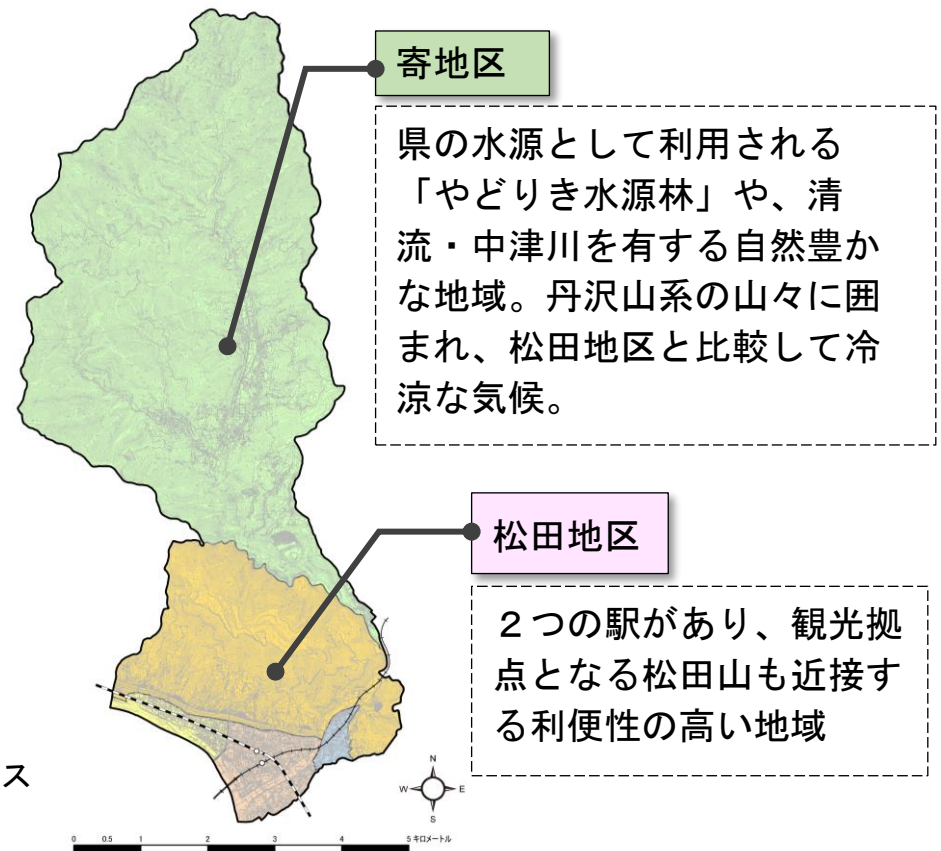 寄地区
県の水源として利用される
「やどりき水源林」や、清
流・中津川を有する自然豊か
な地域。丹沢山系の山々に囲
まれ、松田地区と比較して冷
涼な気候。
松田地区
２つの駅があり、観光拠
点となる松田山も近接す
る利便性の高い地域
ス
N
W E
S
0 0.5 1 2 3 4 5 キロメートル